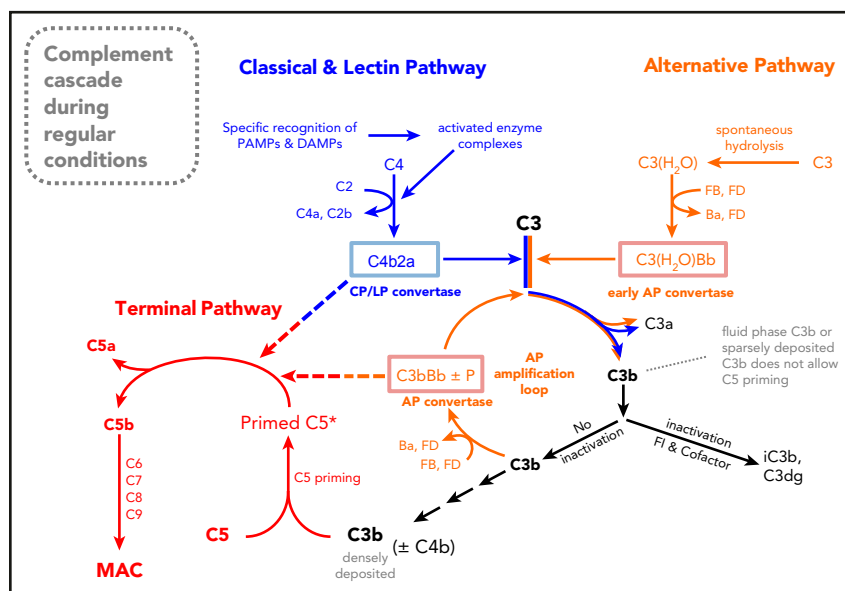 Complement
cascade
during
regular
conditions
Classical & Lectin Pathway
Alternative Pathway
Specific recognition of
PAMPs & DAMPs
activated enzyme
complexes
spontaneous
hydrolysis
C4
C3(H2O)
C3
C2
C4a, C2b
FB, FD
Ba, FD
C3
C4b2a
C3(H2O)Bb
CP/LP convertase
early AP convertase
Terminal Pathway
C3a
fluid phase C3b or
sparsely deposited
C3b does not allow
C5 priming
C5a
C3bBb ± P
AP
amplification
loop
C3b
AP convertase
C5b
Primed C5*
Ba, FD
FB, FD
No
inactivation
inactivation
FI & Cofactor
C3b
iC3b,
C3dg
C6
C7
C8
C9
C5 priming
C5
C3b
(± C4b)
densely
deposited
MAC